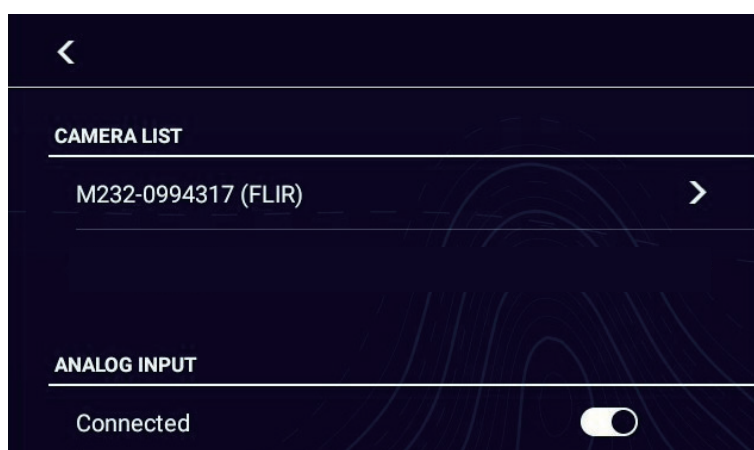 CAMERA LIST
M232-0994317 (FLIR)
ANALOG INPUT
Connected